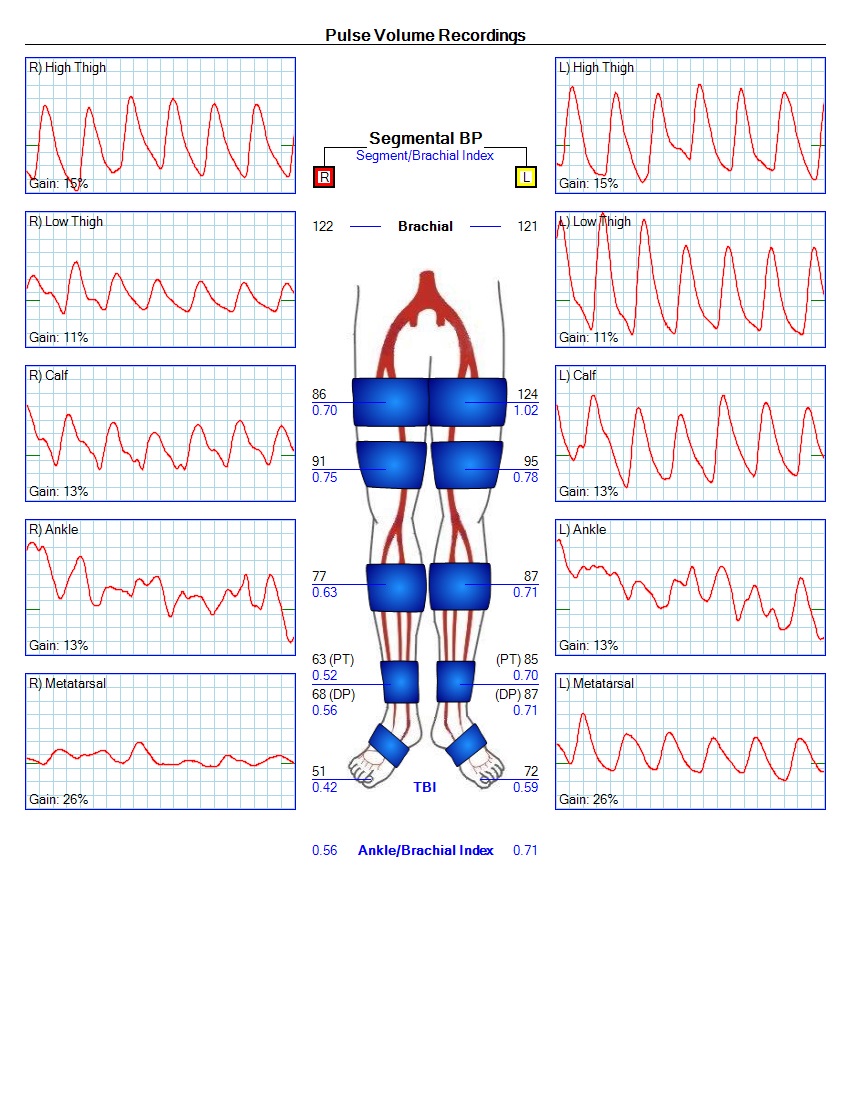 Pulse Volume Recordings
R) High Thigh
Gain: 15%
R) Low Thigh
Gain: 11%
R) Calf
Gain: 13%
R) Ankle
Gain: 13%
R) Metatarsal
Gain: 26%
Segmental BP
Segment/Brachial Index
R L
122 Brachial 121
86 124
0.70 1.02
91 95
0.75 0.78
77 87
0.63 0.71
63 (PT) (PT) 85
0.52 0.70
68 (DP) (DP) 87
0.56 0.71
51 72
0.42 TBI 0.59
0.56 Ankle/Brachial Index 0.71
L) High Thigh
Gain: 15%
L) Low Thigh
Gain: 11%
L) Calf
Gain: 13%
L) Ankle
Gain: 13%
L) Metatarsal
Gain: 26%